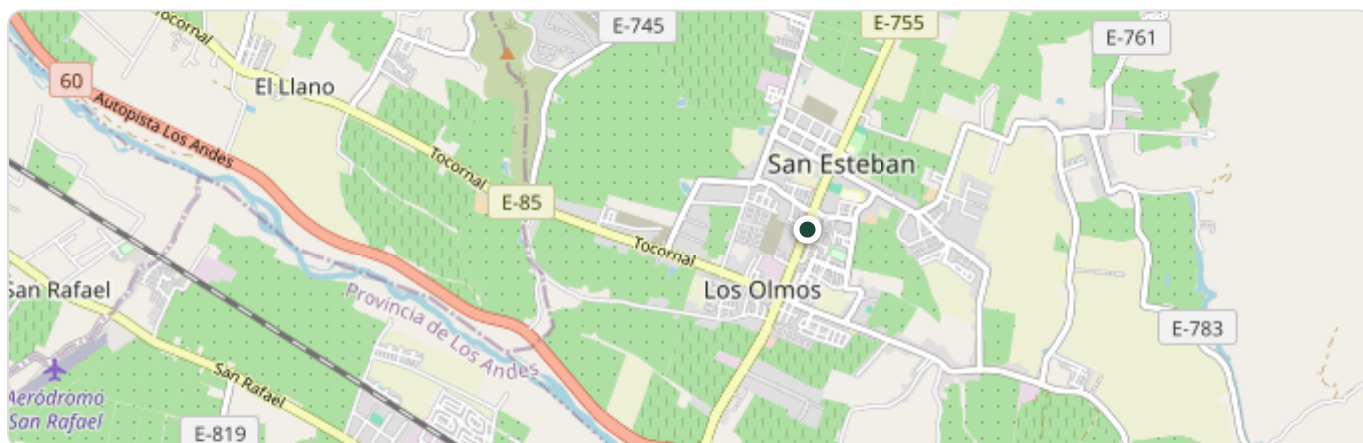 E-745
E-755
E-761
Tocornal
60
El Llano
Autopista Los Andes
Tocornal
San Esteban
E-85
Tocornal
San Rafael
Los Olmos
Provincia de Los Andes
E-783
San Rafael
Aeródromo
San Rafael
E-819